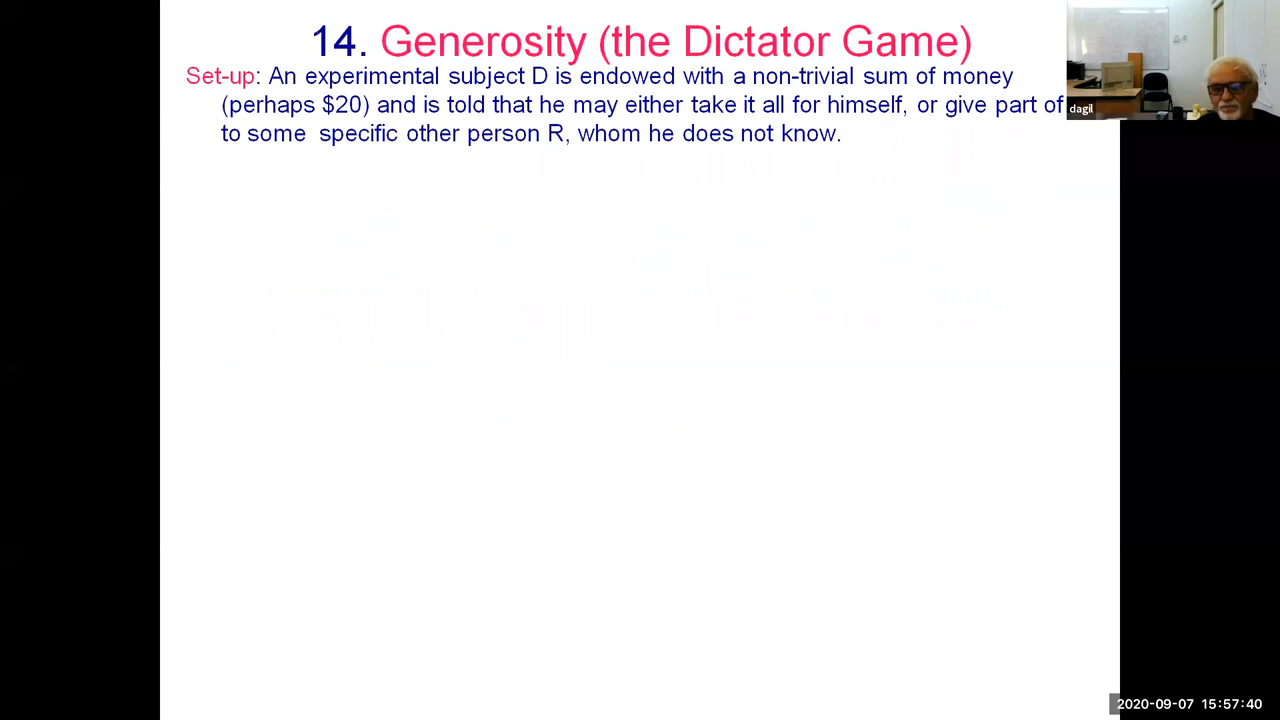 14. Generosity (the Dictator Game)
Set-up: An experimental subject D is endowed with a non-trivial sum of money
(perhaps $20) and is told that he may either take it all for himself, or give part of
to some specific other person R, whom he does not know.
dagil
2020-09-07 15:57:40